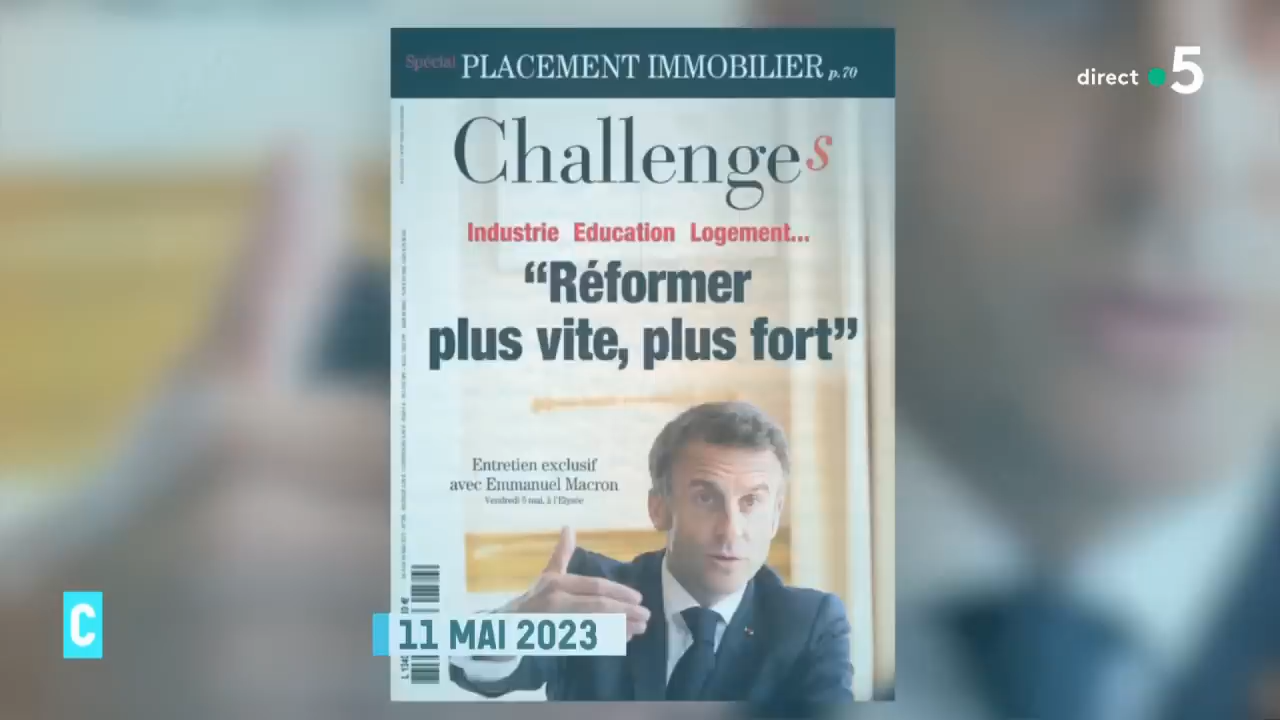 Spécial PLACEMENT IMMOBILIER p.70
direct 5
Challenges
Industrie Education Logement...
“Réformer
plus vite, plus fort”
Entretien exclusif
avec Emmanuel Macron
Vendredi 5 mai, à l'Elysée
C
11 MAI 2023